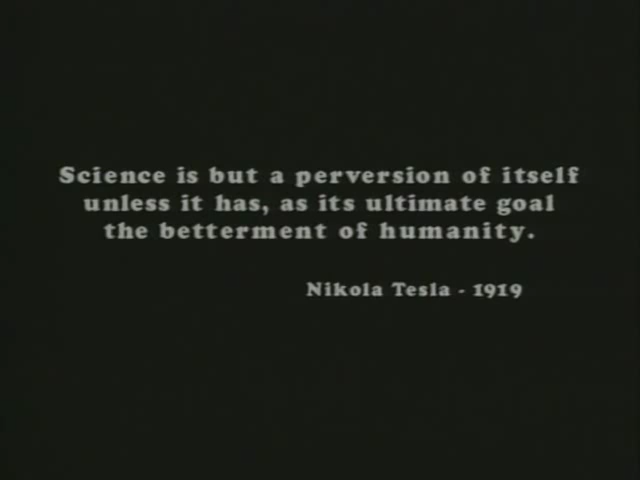 Science is but a perversion of itself
unless it has, as its ultimate goal
the betterment of humanity.
Nikola Tesla - 1919